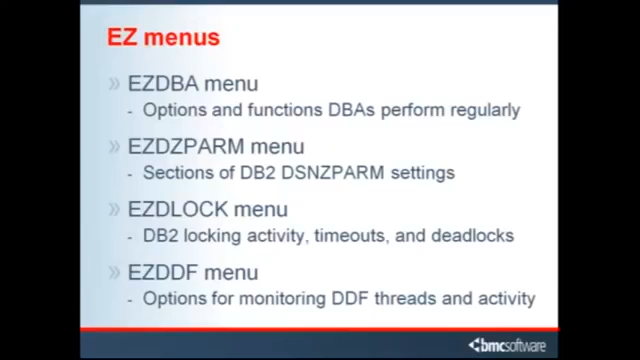 EZ menus
» EZDBA menu
- Options and functions DBAs perform regularly
» EZDZPARM menu
- Sections of DB2 DSNZPARM settings
» EZDLOCK menu
- DB2 locking activity, timeouts, and deadlocks
» EZDDF menu
- Options for monitoring DDF threads and activity
bmcsoftware